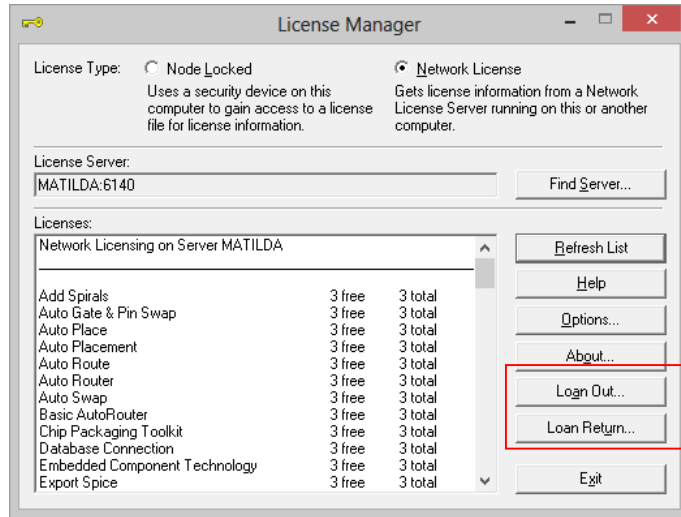 License Manager
License Type:
Node Locked
Uses a security device on this
computer to gain access to a license
file for license information.
Network License
Gets license information from a Network
License Server running on this or another
computer.
License Server:
MATILDA:6140
Find Server...
Licenses:
Network Licensing on Server MATILDA
Add Spirals 3 free 3 total
Auto Gate & Pin Swap 3 free 3 total
Auto Place 3 free 3 total
Auto Placement 3 free 3 total
Auto Route 3 free 3 total
Auto Router 3 free 3 total
Auto Swap 3 free 3 total
Basic AutoRouter 3 free 3 total
Chip Packaging Toolkit 3 free 3 total
Database Connection 3 free 3 total
Embedded Component Technology 3 free 3 total
Export Spice 3 free 3 total
Refresh List
Help
Options...
About...
Loan Out...
Loan Return...
Exit